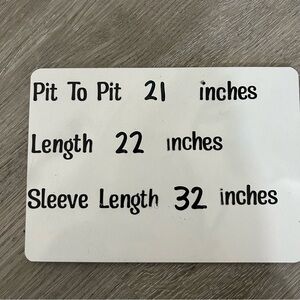 Pit To Pit 21 inches
Length 22 inches
Sleeve Length 32 inches